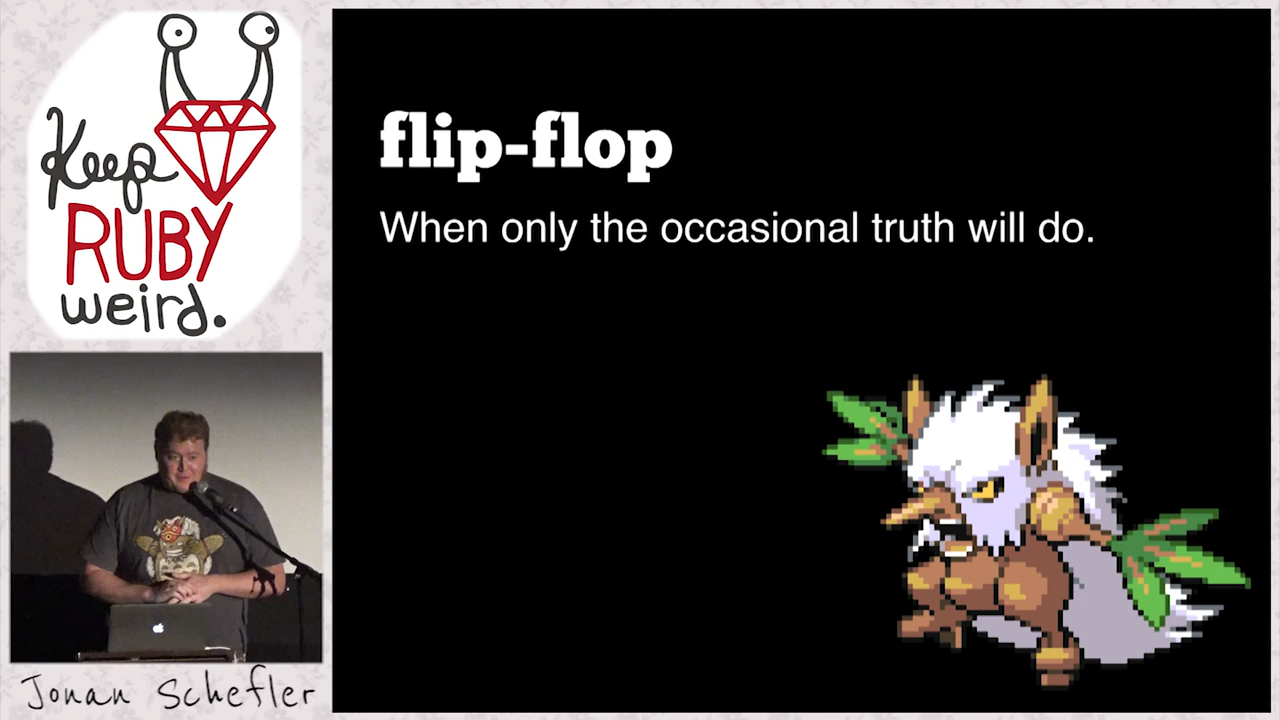 Keep
RUBY
weird.
flip-flop
When only the occasional truth will do.
Jonan Schefler